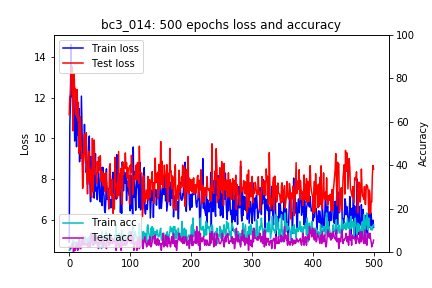 bc3_014: 500 epochs loss and accuracy
Train loss
Test loss
Train acc
Test acc
Loss
Accuracy
14
12
10
8
6
100
80
60
40
20
0
0
100
200
300
400
500